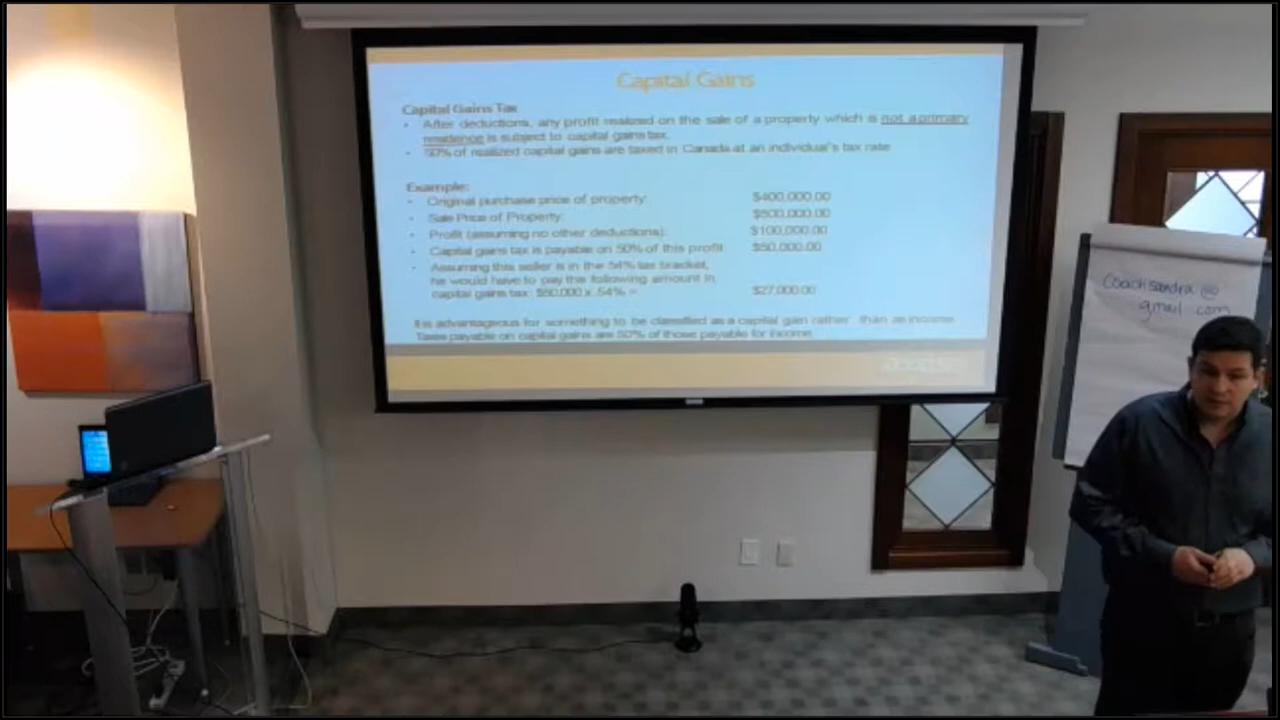 Capital Gains
Capital Gains Tax
• After deductions, any profit realized on the sale of a property which is not a primary
residence is subject to capital gains tax.
• 50% of realized capital gains are taxed in Canada at an individual's tax rate
Example:
• Original purchase price of property: $400,000.00
• Sale Price of Property: $500,000.00
• Profit (assuming no other deductions): $100,000.00
• Capital gains tax is payable on 50% of this profit $50,000.00
• Assuming this seller is in the 54% tax bracket,
he would have to pay the following amount in
capital gains tax: $50,000 x .54% = $27,000.00
It is advantageous for something to be classified as a capital gain rather than as income.
Taxes payable on capital gains are 50% of those payable for income.
Coachsandra@
gmail.com